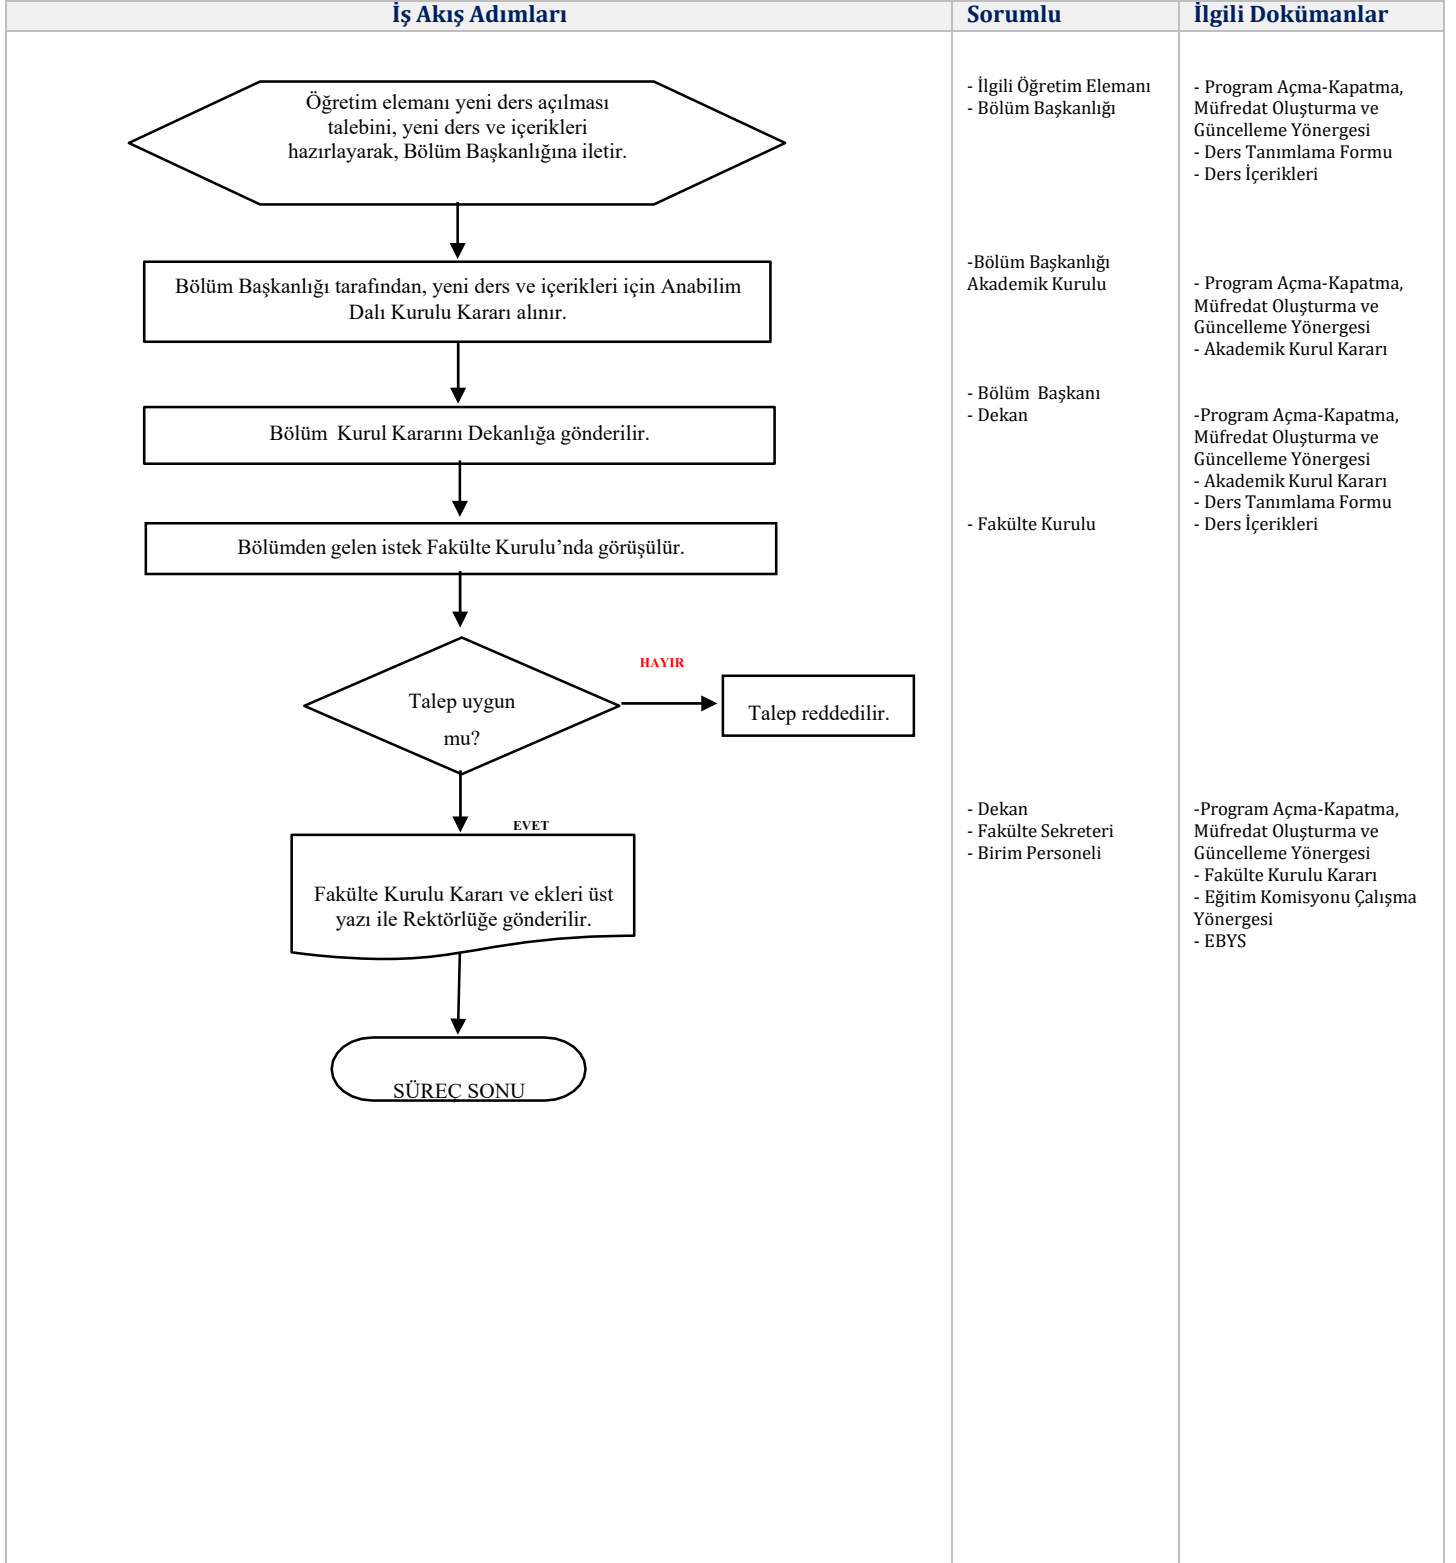 İş Akış Adımları
Sorumlu
İlgili Dokümanlar
Öğretim elemanı yeni ders açılması
talebini, yeni ders ve içerikleri
hazırlayarak, Bölüm Başkanlığına iletir.
- İlgili Öğretim Elemanı
- Bölüm Başkanlığı
- Program Açma-Kapatma,
Müfredat Oluşturma ve
Güncelleme Yönergesi
- Ders Tanımlama Formu
- Ders İçerikleri
Bölüm Başkanlığı tarafından, yeni ders ve içerikleri için Anabilim
Dalı Kurulu Kararı alınır.
-Bölüm Başkanlığı
Akademik Kurulu
- Program Açma-Kapatma,
Müfredat Oluşturma ve
Güncelleme Yönergesi
- Akademik Kurul Kararı
Bölüm  Kurul Kararını Dekanlığa gönderilir.
- Bölüm  Başkanı
- Dekan
-Program Açma-Kapatma,
Müfredat Oluşturma ve
Güncelleme Yönergesi
- Akademik Kurul Kararı
- Ders Tanımlama Formu
- Ders İçerikleri
Bölümden gelen istek Fakülte Kurulu’nda görüşülür.
- Fakülte Kurulu
Talep uygun
mu?
HAYIR
Talep reddedilir.
EVET
Fakülte Kurulu Kararı ve ekleri üst
yazı ile Rektörlüğe gönderilir.
- Dekan
- Fakülte Sekreteri
- Birim Personeli
-Program Açma-Kapatma,
Müfredat Oluşturma ve
Güncelleme Yönergesi
- Fakülte Kurulu Kararı
- Eğitim Komisyonu Çalışma
Yönergesi
- EBYS
SÜREÇ SONU